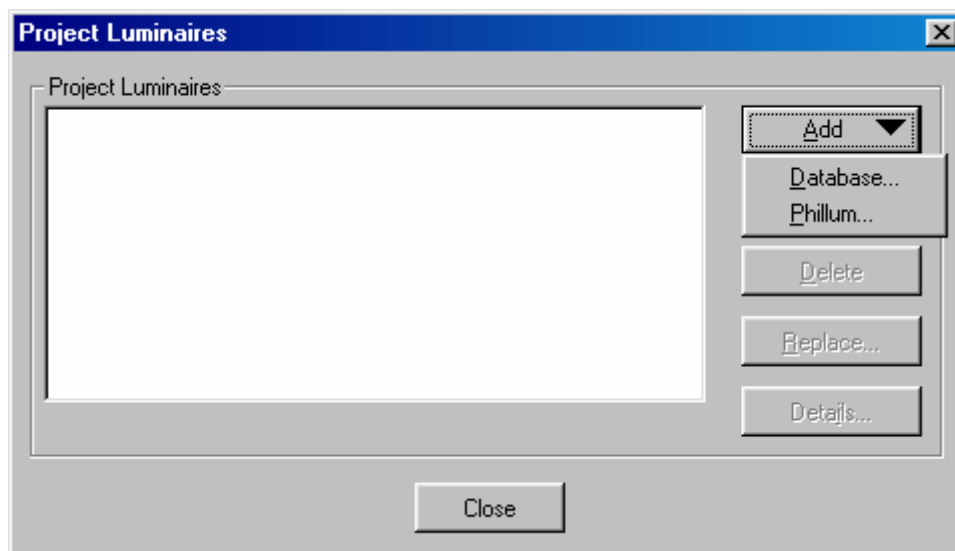 Project Luminaires
Project Luminaires
Add
Database...
Phillum...
Delete
Replace...
Details...
Close